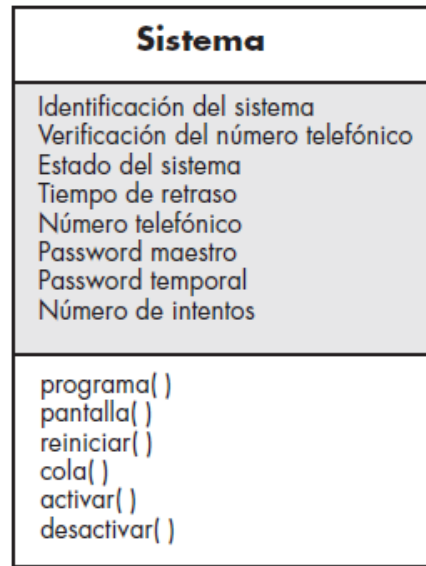 Sistema
Identificación del sistema
Verificación del número telefónico
Estado del sistema
Tiempo de retraso
Número telefónico
Password maestro
Password temporal
Número de intentos
programa( )
pantalla( )
reiniciar( )
cola( )
activar( )
desactivar( )